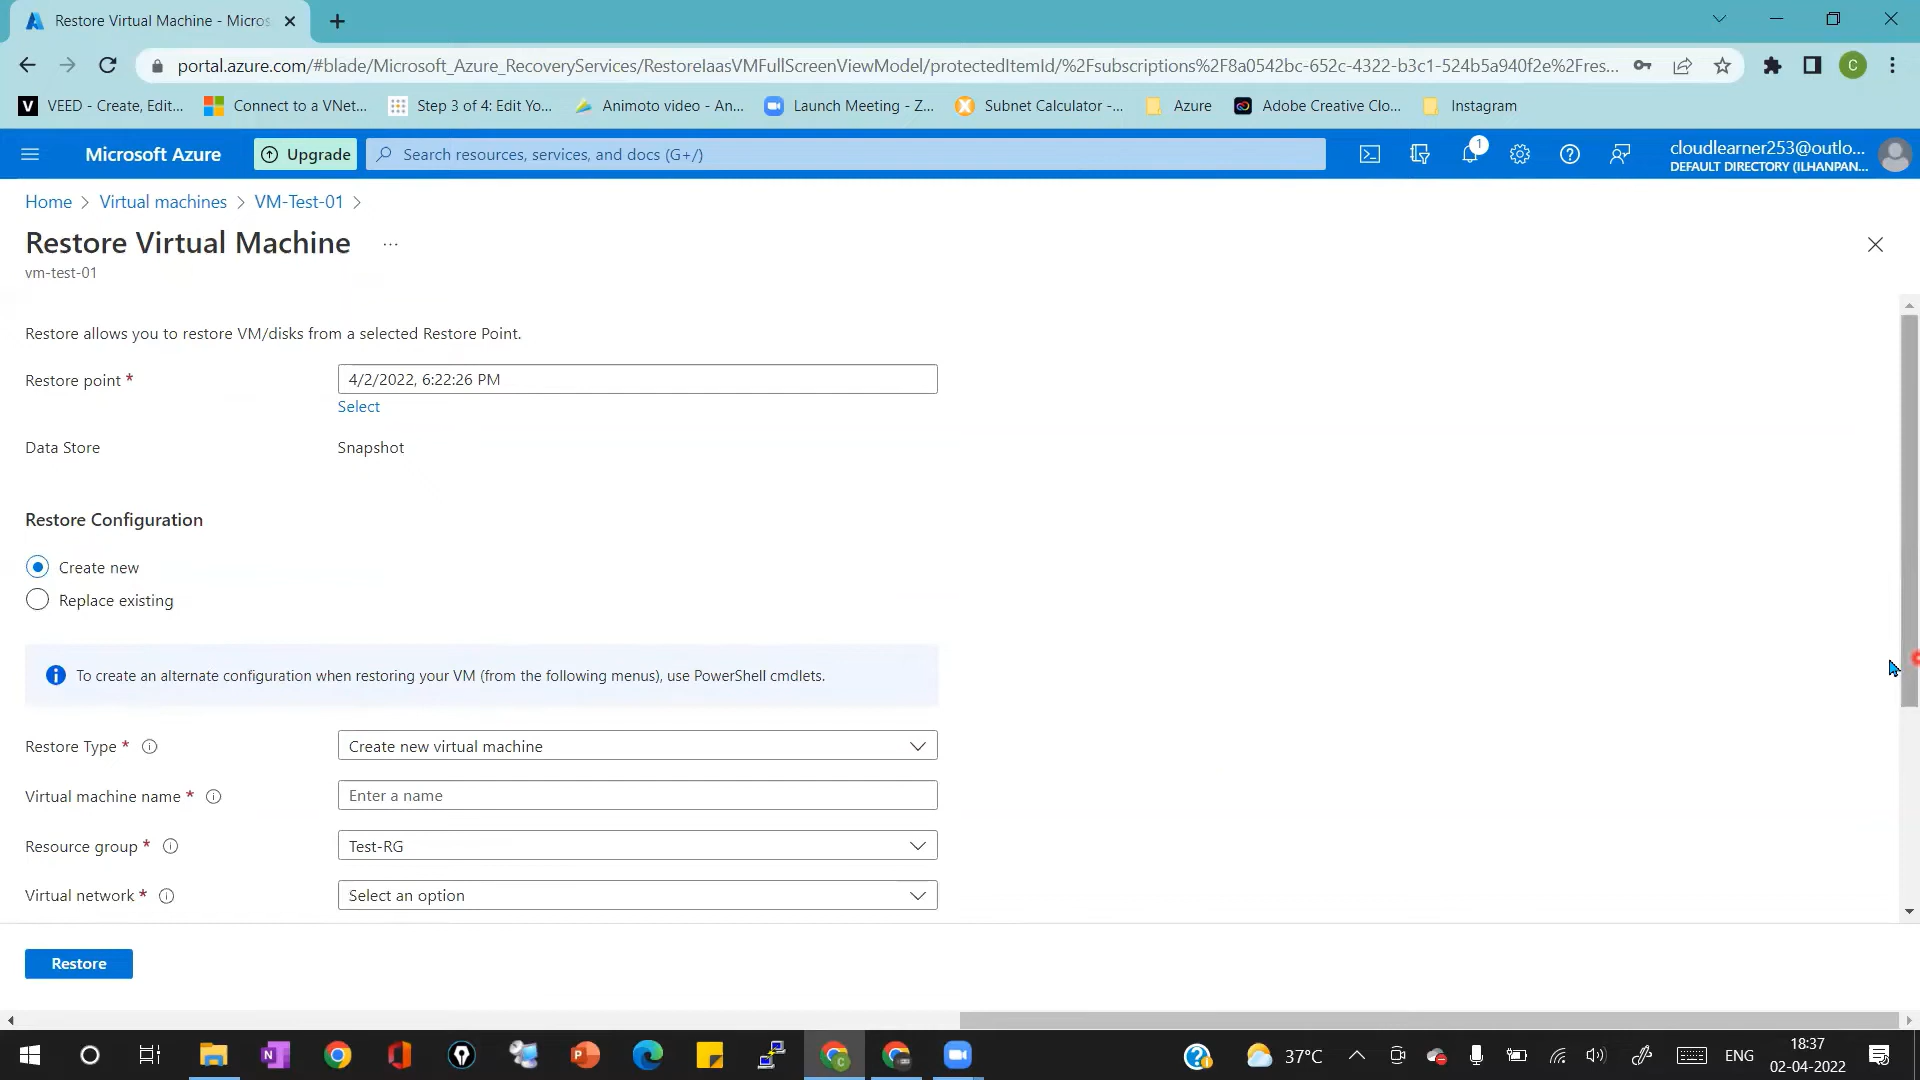 Restore Virtual Machine - Micros
portal.azure.com/#blade/Microsoft_Azure_RecoveryServices/RestoreIaasVMFullScreenViewModel/protectedItemId/%2Fsubscriptions%2F8a0542bc-652c-4322-b3c1-524b5a940f2e%2Fres...
C
VEED - Create, Edit... Connect to a VNet... Step 3 of 4: Edit Yo... Animoto video - An... Launch Meeting - Z... Subnet Calculator -... Azure Adobe Creative Clo... Instagram
Microsoft Azure Upgrade Search resources, services, and docs (G+/) 1 cloudlearner253@outlo...
DEFAULT DIRECTORY (ILHANPAN...
Home > Virtual machines > VM-Test-01 >
Restore Virtual Machine ...
vm-test-01
Restore allows you to restore VM/disks from a selected Restore Point.
Restore point * 4/2/2022, 6:22:26 PM
Select
Data Store Snapshot
Restore Configuration
Create new
Replace existing
To create an alternate configuration when restoring your VM (from the following menus), use PowerShell cmdlets.
Restore Type * Create new virtual machine
Virtual machine name * Enter a name
Resource group * Test-RG
Virtual network * Select an option
Restore
37°C ENG 18:37
02-04-2022